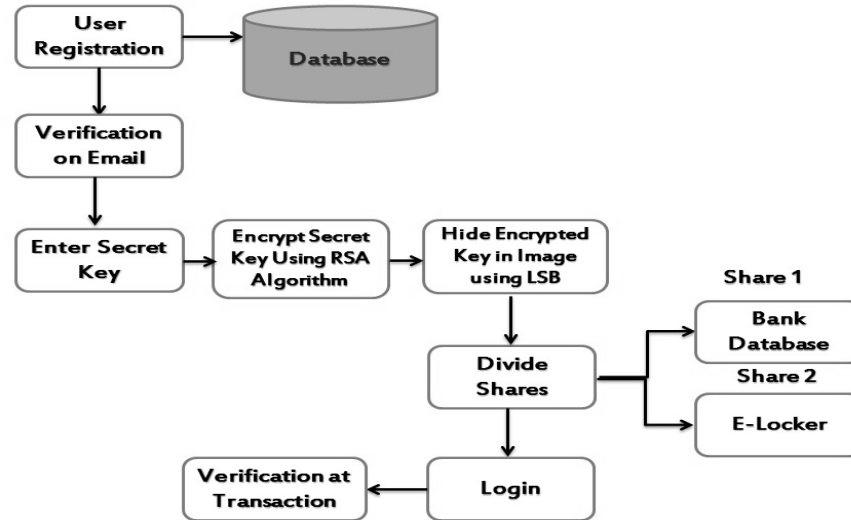 User
Registration
Database
Verification
on Email
Enter Secret
Key
Encrypt Secret
Key Using RSA
Algorithm
Hide Encrypted
Key in Image
using LSB
Share 1
Bank
Database
Divide
Shares
Share 2
E-Locker
Verification at
Transaction
Login